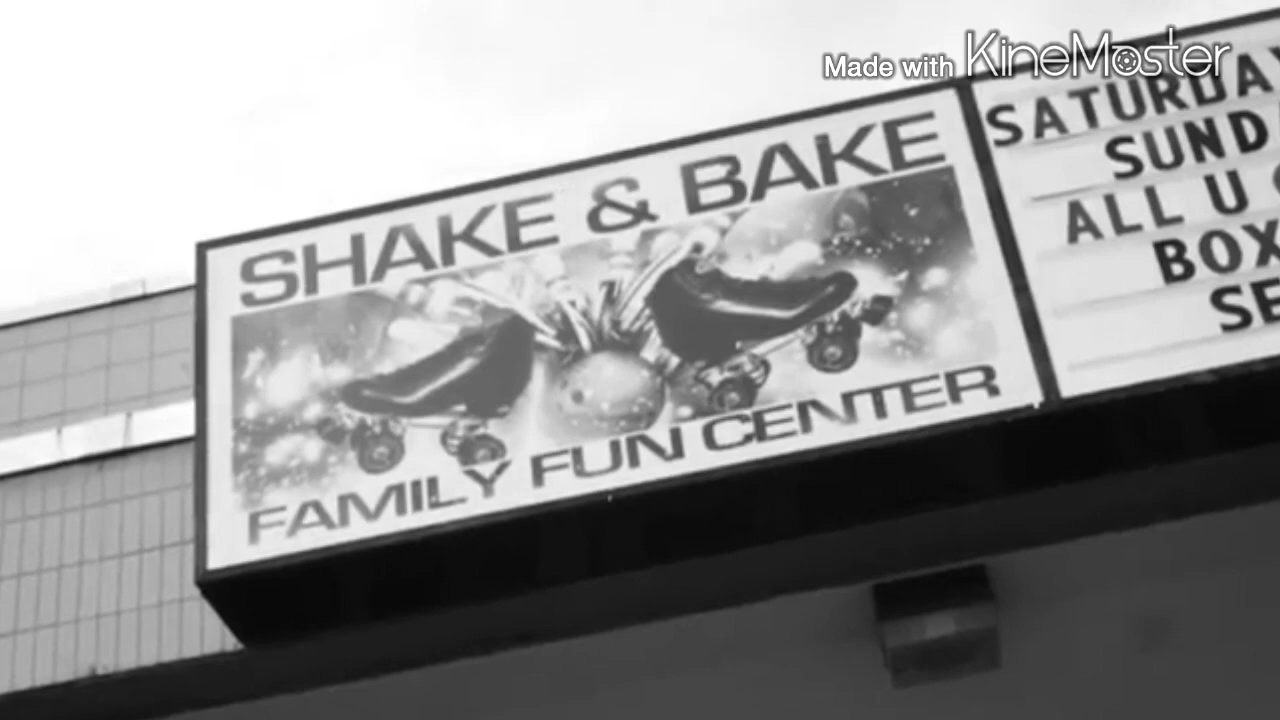 Made with KineMaster
SHAKE & BAKE
FAMILY FUN CENTER
SATURDAY
SUND
ALL U
BOX
SE